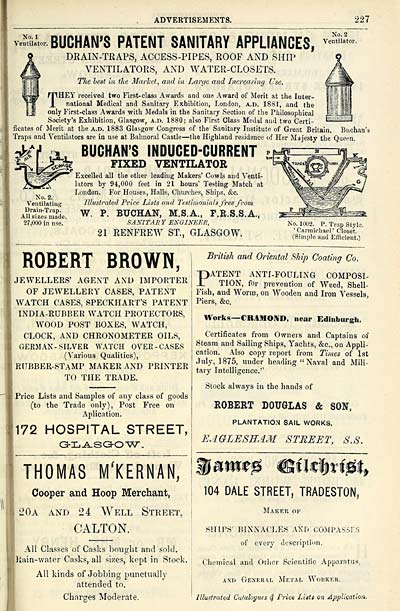 ADVERTISEMENTS. 227
No. 1 Ventilator.
BUCHAN'S PATENT SANITARY APPLIANCES,
No. 2 Ventilator.
DRAIN-TRAPS, ACCESS-PIPES, ROOF AND SHIP
VENTILATORS, AND WATER-CLOSETS.
The best in the Market, and in Large and Increasing Use.
THEY received two First-class Awards and one Award of Merit at the Inter-
national Medical and Sanitary Exhibition, London, A.D. 1881, and the
only First-class Awards with Medals in the Sanitary Section of the Philosophical
Society's Exhibition, Glasgow, A.D. 1880; also First Class Medal and two Certi-
ficates of Merit at the A.D. 1883 Glasgow Congress of the Sanitary Institute of Great Britain. Buchan's
Traps and Ventilators are in use at Balmoral Castle—the Highland residence of Her Majesty the Queen.
BUCHAN'S INDUCED-CURRENT
FIXED VENTILATOR
Excelled all the other leading Makers' Cowls and Venti-
lators by 94,000 feet in 21 hours' Testing Match at
London. For Houses, Halls, Churches, Ships, &c.
Illustrated Price Lists and Testimonials free from
W. P. BUCHAN, M.S.A., F.R.S.S.A.,
SANITARY ENGINEER,
21 RENFREW ST., GLASGOW.
No. 2.
Ventilating
Drain-Trap.
All sizes made.
27,000 in use.
No. 1002. P. Trap Style.
'Carmichael' Closet.
(Simple and Efficient.)
ROBERT BROWN,
JEWELLERS' AGENT AND IMPORTER
OF JEWELLERY CASES, PATENT
WATCH CASES, SPECKHART'S PATENT
INDIA-RUBBER WATCH PROTECTORS,
WOOD POST BOXES, WATCH,
CLOCK, AND CHRONOMETER OILS,
GERMAN-SILVER WATCH OVER-CASES
(Various Qualities),
RUBBER-STAMP MAKER AND PRINTER
TO THE TRADE.
Price Lists and Samples of any class of goods
(to the Trade only), Post Free on
Aplication.
172 HOSPITAL STREET,
GLASGOW.
British and Oriental Ship Coating Co.
PATENT ANTI-FOULING COMPOSI-
TION, for prevention of Weed, Shell-
Fish, and Worm, on Wooden and Iron Vessels,
Piers, &c.
Works—CRAMOND, near Edinburgh.
Certificates from Owners and Captains of
Steam and Sailing Ships, Yachts, &c., on Appli-
cation. Also copy report from Times of 1st
July, 1875, under heading "Naval and Mili-
tary Intelligence."
Stock always in the hands of
ROBERT DOUGLAS & SON,
PLANTATION SAIL WORKS,
EAGLESHAM STREET, S.S.
THOMAS M'KERNAN,
Cooper and Hoop Merchant,
20A AND 24 WELL STREET,
CALTON.
All Classes of Casks bought and sold.
Rain-water Casks, all sizes, kept in Stock.
All kinds of Jobbing punctually
attended to.
Charges Moderate.
James Gilchrist,
104 DALE STREET, TRADESTON,
MAKER OF
SHIPS' BINNACLES AND COMPASSES
of every description.
Chemical and Other Scientific Apparatus,
AND GENERAL METAL WORKER.
Illustrated Catalogues & Price Lists on Application.